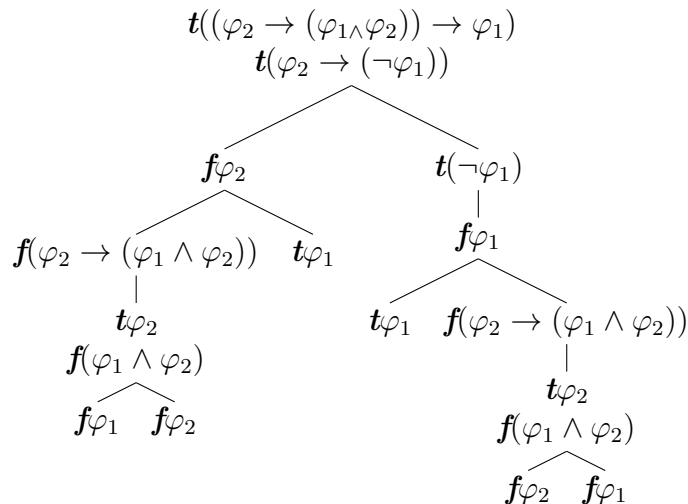 t((φ₂ → (φ₁∧φ₂)) → φ₁)
t(φ₂ → (¬φ₁))
fφ₂ t(¬φ₁)
f(φ₂ → (φ₁ ∧ φ₂)) tφ₁ fφ₁
tφ₂ tφ₁ f(φ₂ → (φ₁ ∧ φ₂))
f(φ₁ ∧ φ₂) tφ₂
fφ₁ fφ₂ f(φ₁ ∧ φ₂)
fφ₂ fφ₁